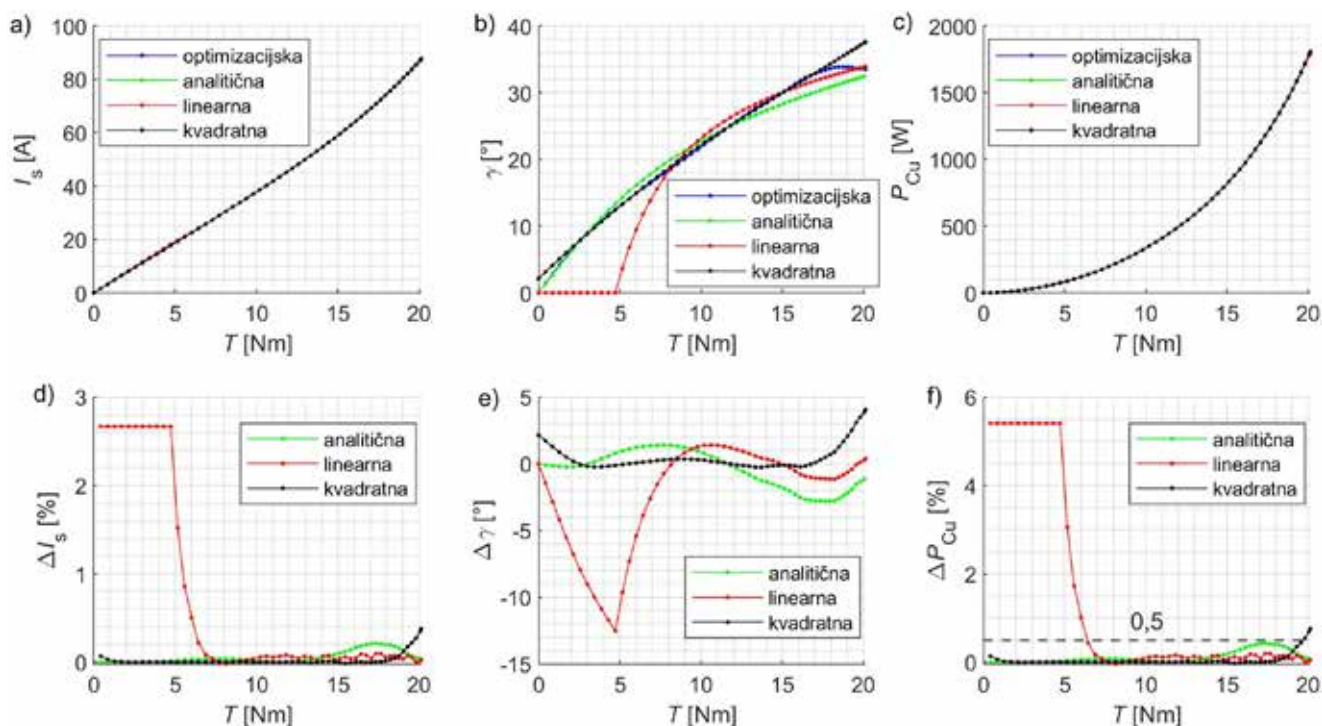 a)
100
80
60
40
20
0
I_s [A]
optimizacijska
analitična
linearna
kvadratna
0 5 10 15 20
T [Nm]
b)
40
30
20
10
0
γ [°]
optimizacijska
analitična
linearna
kvadratna
0 5 10 15 20
T [Nm]
c)
2000
1500
1000
500
0
P_Cu [W]
optimizacijska
analitična
linearna
kvadratna
0 5 10 15 20
T [Nm]
d)
3
2
1
0
ΔI_s [%]
analitična
linearna
kvadratna
0 5 10 15 20
T [Nm]
e)
5
0
-5
-10
-15
Δγ [°]
analitična
linearna
kvadratna
0 5 10 15 20
T [Nm]
f)
6
4
2
0
ΔP_Cu [%]
analitična
linearna
kvadratna
0,5
0 5 10 15 20
T [Nm]